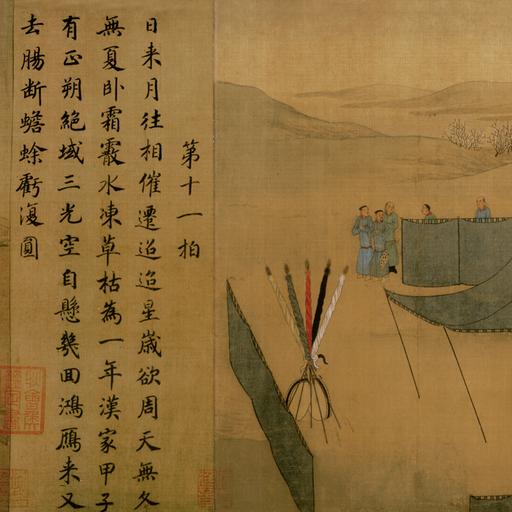 第十一拍
日来月往相催遷迢迢星歲欲周天無冬
無夏卧霜霰水凍草枯為一年漢家甲子
有正朔絶域三光空自懸幾回鴻鴈来又
去腸斷蟾蜍虧復圓